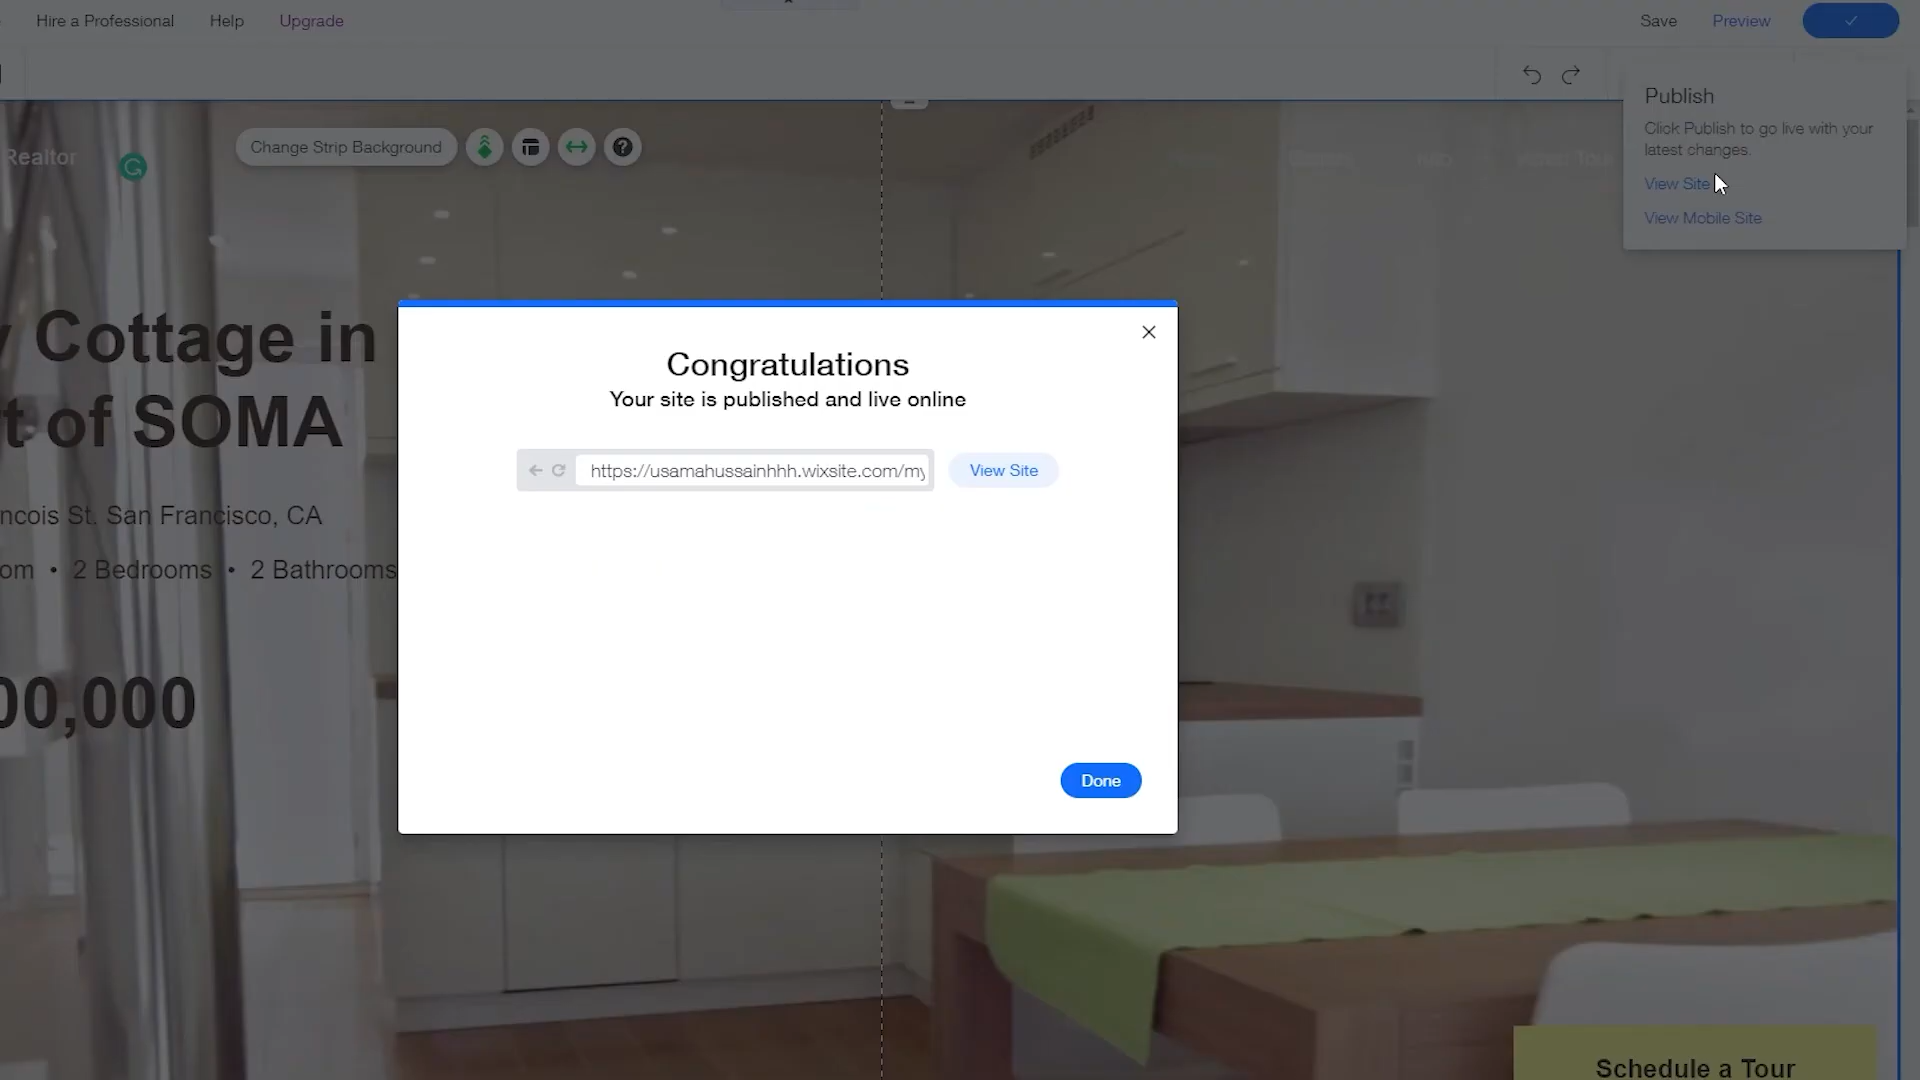 Hire a Professional Help Upgrade Save Preview
Publish
Click Publish to go live with your
latest changes.
View Site
View Mobile Site
Realtor
Change Strip Background
Cottage in
t of SOMA
ncois St. San Francisco, CA
om • 2 Bedrooms • 2 Bathrooms
00,000
Congratulations
Your site is published and live online
https://usamahussainhhh.wixsite.com/my
View Site
Done
Schedule a Tour